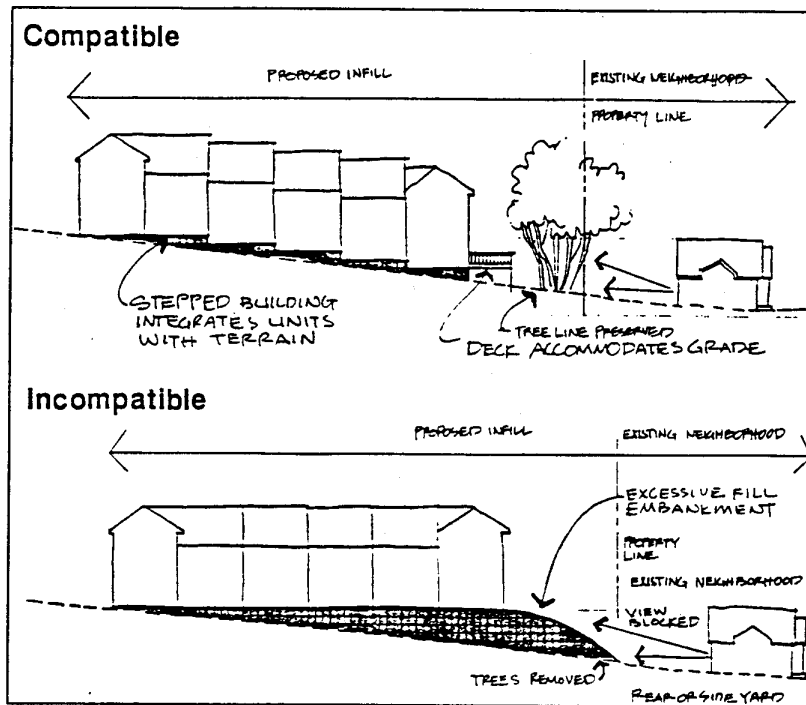 Compatible
PROPOSED INFILL
EXISTING NEIGHBORHOOD
PROPERTY LINE
STEPPED BUILDING
INTEGRATES UNITS
WITH TERRAIN
TREE LINE PRESERVED
DECK ACCOMMODATES GRADE
Incompatible
PROPOSED INFILL
EXISTING NEIGHBORHOOD
EXCESSIVE FILL
EMBANKMENT
PROPERTY
LINE
EXISTING NEIGHBORHOOD
VIEW
BLOCKED
TREES REMOVED
REAR OR SIDE YARD